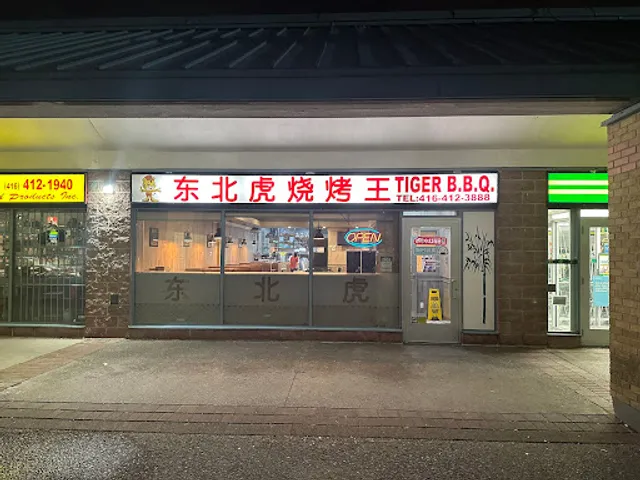 (416) 412-1940
Products Inc.
东北虎烧烤王
TIGER B.B.Q.
TEL:416-412-3888
OPEN
东北虎